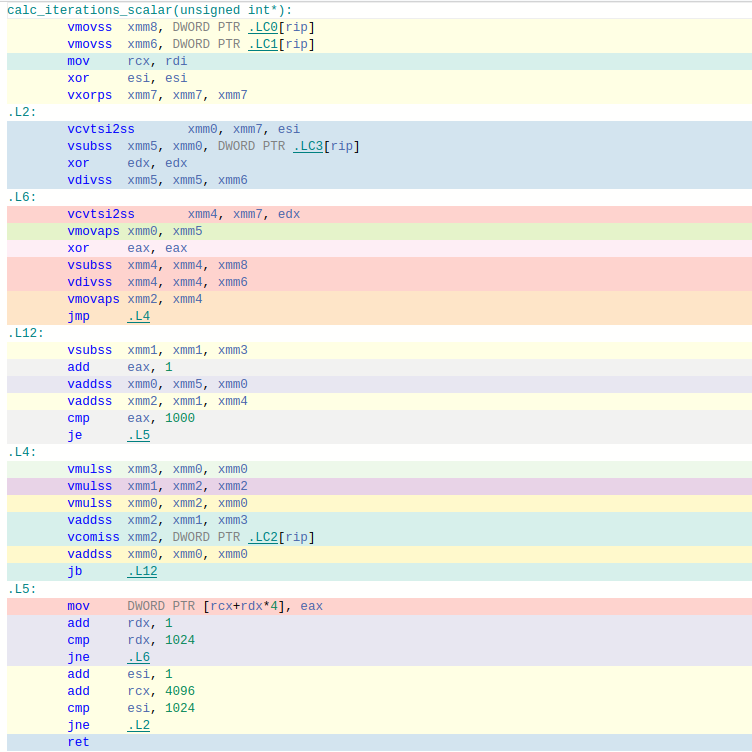 calc_iterations_scalar(unsigned int*):
vmovss xmm8, DWORD PTR .LC0[rip]
vmovss xmm6, DWORD PTR .LC1[rip]
mov rcx, rdi
xor esi, esi
vxorps xmm7, xmm7, xmm7
.L2:
vcvtsi2ss xmm0, xmm7, esi
vsubss xmm5, xmm0, DWORD PTR .LC3[rip]
xor edx, edx
vdivss xmm5, xmm5, xmm6
.L6:
vcvtsi2ss xmm4, xmm7, edx
vmovaps xmm0, xmm5
xor eax, eax
vsubss xmm4, xmm4, xmm8
vdivss xmm4, xmm4, xmm6
vmovaps xmm2, xmm4
jmp .L4
.L12:
vsubss xmm1, xmm1, xmm3
add eax, 1
vaddss xmm0, xmm5, xmm0
vaddss xmm2, xmm1, xmm4
cmp eax, 1000
je .L5
.L4:
vmulss xmm3, xmm0, xmm0
vmulss xmm1, xmm2, xmm2
vmulss xmm0, xmm2, xmm0
vaddss xmm2, xmm1, xmm3
vcomiss xmm2, DWORD PTR .LC2[rip]
vaddss xmm0, xmm0, xmm0
jb .L12
.L5:
mov DWORD PTR [rcx+rdx*4], eax
add rdx, 1
cmp rdx, 1024
jne .L6
add esi, 1
add rcx, 4096
cmp esi, 1024
jne .L2
ret